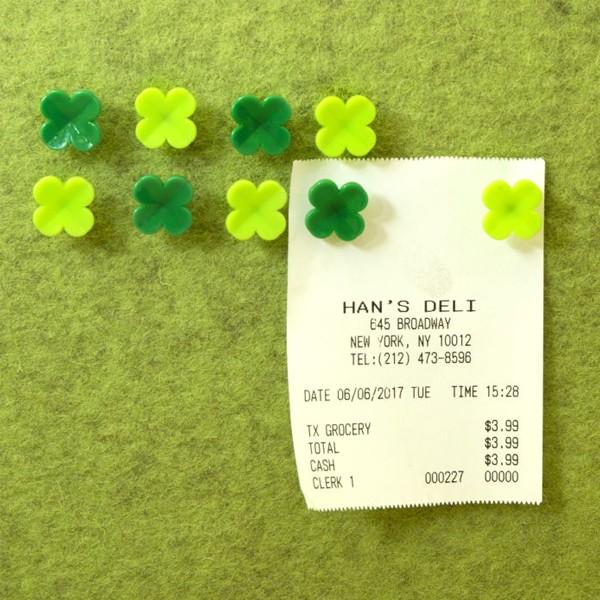 HAN'S DELI
645 BROADWAY
NEW YORK, NY 10012
TEL:(212) 473-8596
DATE 06/06/2017 TUE TIME 15:28
TX GROCERY $3.99
TOTAL $3.99
CASH $3.99
CLERK 1 000227 00000